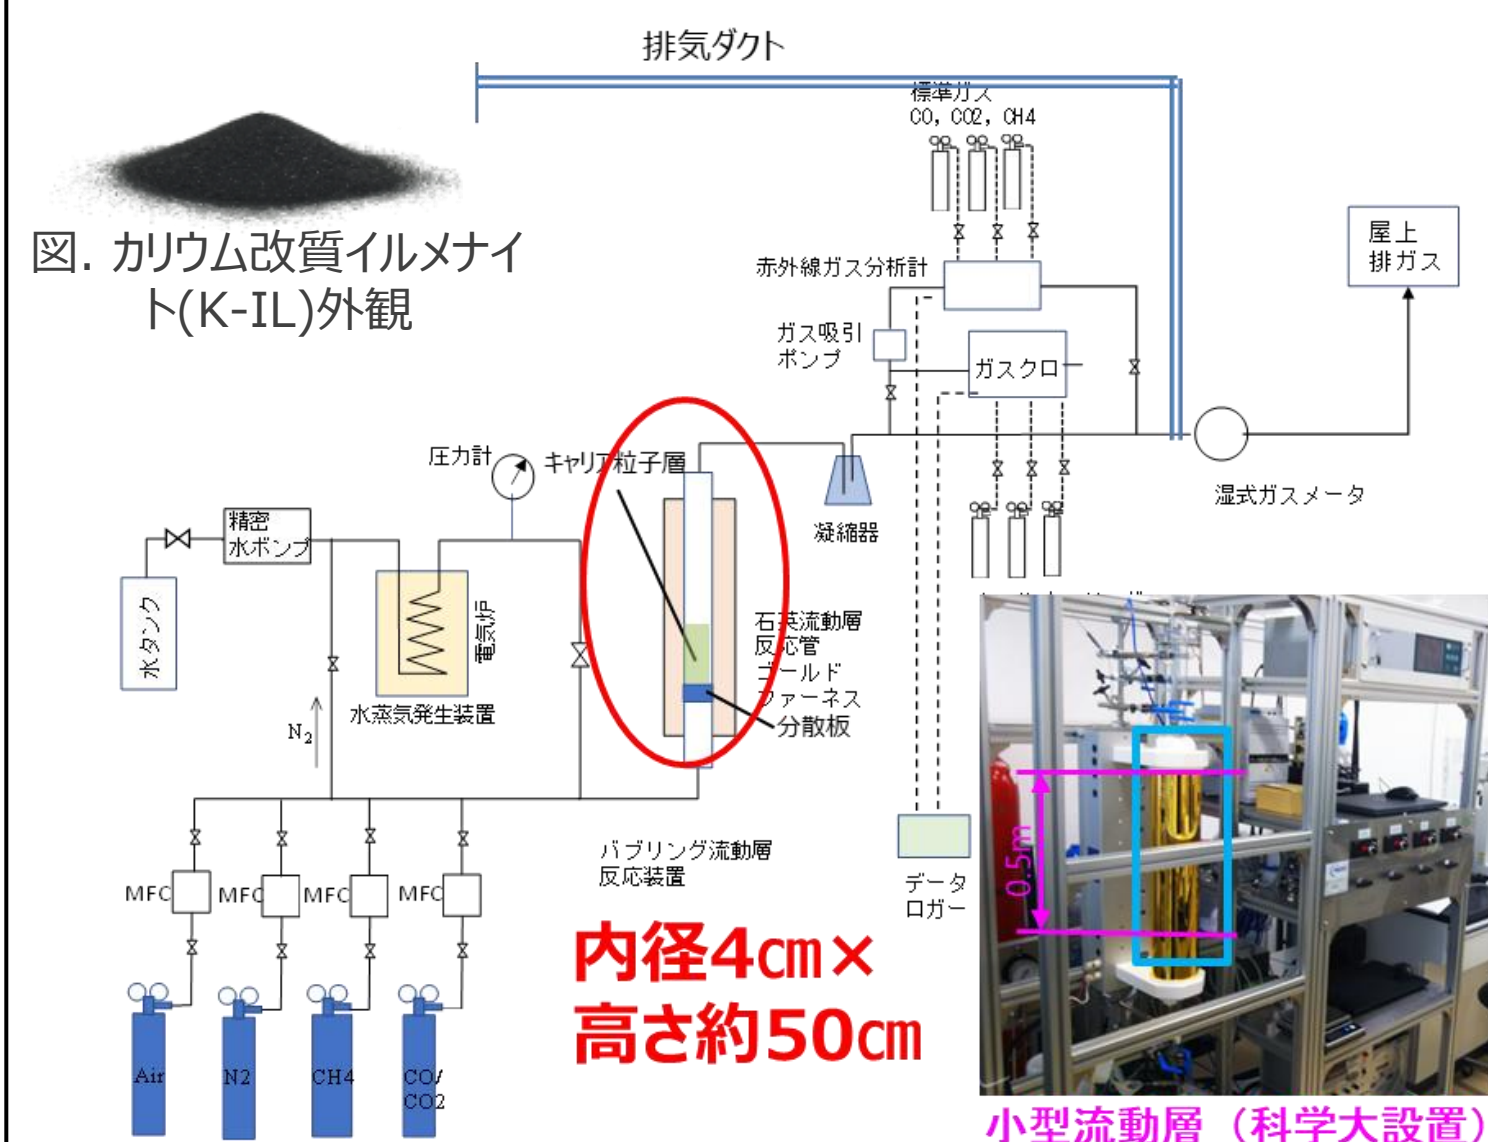 排気ダクト
標準ガス
CO, CO2, CH4
図. カリウム改質イルメナイ
ト(K-IL)外観
屋上
排ガス
赤外線ガス分析計
ガス吸引
ポンプ
ガスクロ
圧力計
キャリア粒子層
湿式ガスメータ
凝縮器
精密
水ポンプ
水タンク
電気炉
水蒸気発生装置
N2
石英流動層
反応管
ゴールド
ファーネス
分散板
バブリング流動層
反応装置
データ
ロガー
MFC
MFC
MFC
MFC
内径4㎝×
高さ約50㎝
0.5m
Air
N2
CH4
CO/
CO2
小型流動層（科学大設置）